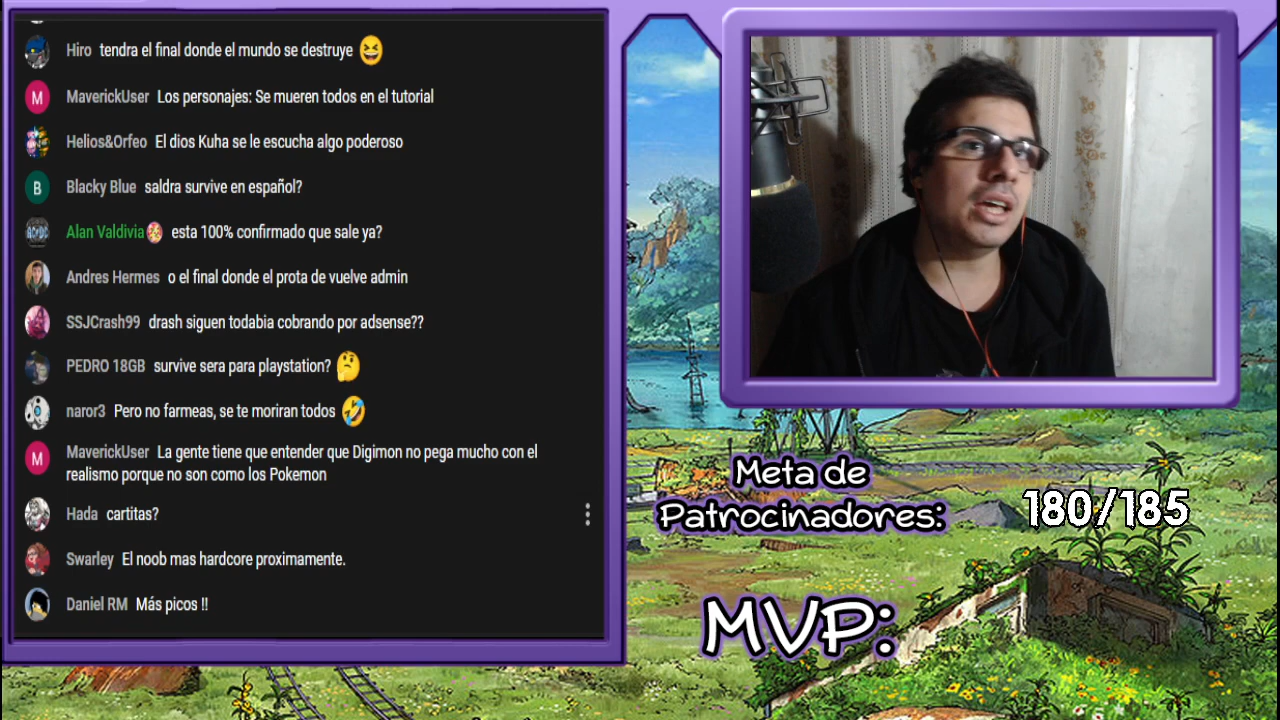 Hiro tendra el final donde el mundo se destruye
M MaverickUser Los personajes: Se mueren todos en el tutorial
Helios&Orfeo El dios Kuha se le escucha algo poderoso
B Blacky Blue saldra survive en español?
Alan Valdivia esta 100% confirmado que sale ya?
Andres Hermes o el final donde el prota de vuelve admin
SSJCrash99 drash siguen todabia cobrando por adsense??
PEDRO 18GB survive sera para playstation?
naror3 Pero no farmeas, se te moriran todos
M MaverickUser La gente tiene que entender que Digimon no pega mucho con el
realismo porque no son como los Pokemon
Hada cartitas?
Swarley El noob mas hardcore proximamente.
Daniel RM Más picos !!
Meta de
Patrocinadores: 180/185
MVP: